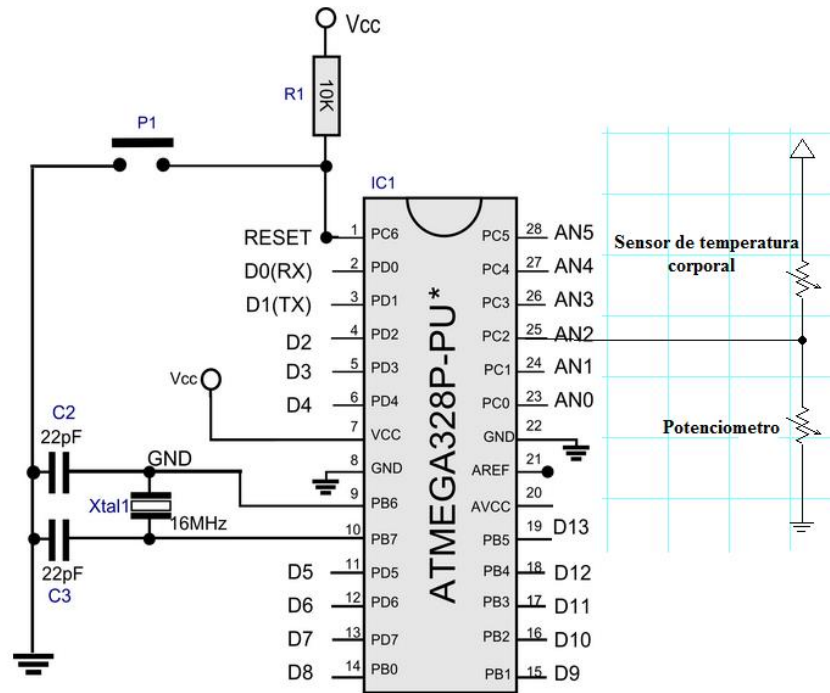 Vcc
R1
10K
P1
IC1
RESET
1
PC6
D0(RX)
2
PD0
D1(TX)
3
PD1
D2
4
PD2
D3
5
PD3
D4
6
PD4
Vcc
7
VCC
8
GND
9
PB6
10
PB7
D5
11
PD5
D6
12
PD6
D7
13
PD7
D8
14
PB0
ATMEGA328P-PU*
PC5
28
AN5
PC4
27
AN4
PC3
26
AN3
PC2
25
AN2
PC1
24
AN1
PC0
23
AN0
GND
22
AREF
21
AVCC
20
PB5
19
D13
PB4
18
D12
PB3
17
D11
PB2
16
D10
PB1
15
D9
C2
22pF
GND
Xtal1
16MHz
22pF
C3
Sensor de temperatura
corporal
Potenciometro